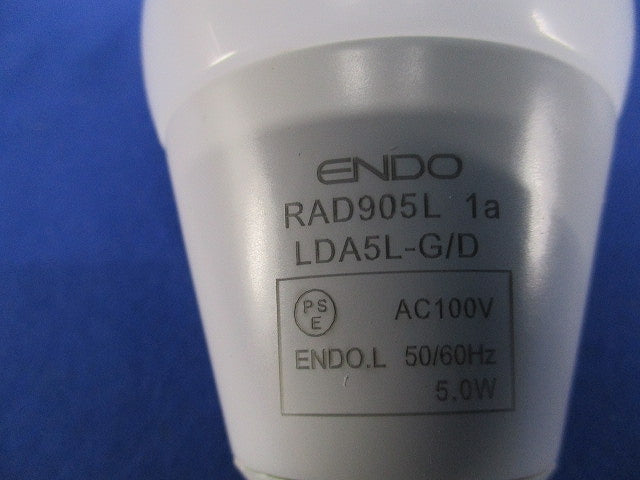 ENDO
RAD905L 1a
LDA5L-G/D
PS
E
AC100V
ENDO.L 50/60Hz
5.0W